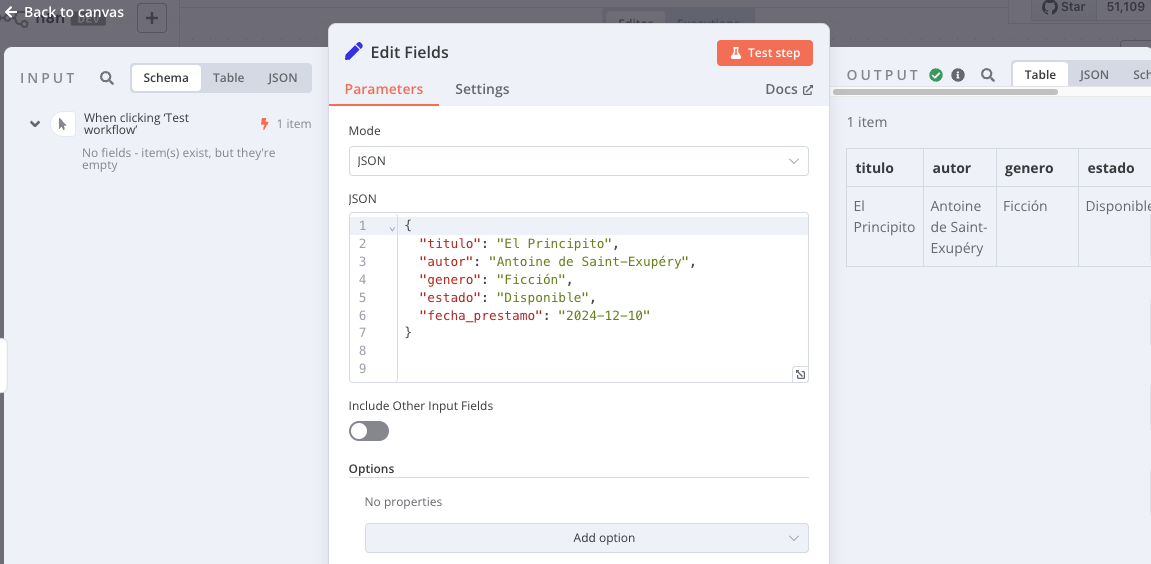 Back to canvas
n8n
Star
51,109
Edit Fields
Test step
Parameters
Settings
Docs
INPUT
Schema
Table
JSON
When clicking ‘Test
workflow’
1 item
No fields - item(s) exist, but they're
empty
Mode
JSON
JSON
1 {
2 "titulo": "El Principito",
3 "autor": "Antoine de Saint-Exupéry",
4 "genero": "Ficción",
5 "estado": "Disponible",
6 "fecha_prestamo": "2024-12-10"
7 }
8
9
Include Other Input Fields
Options
No properties
Add option
OUTPUT
Table
JSON
Sch
1 item
titulo autor genero estado
El
Principito
Antoine
de Saint-
Exupéry
Ficción
Disponible